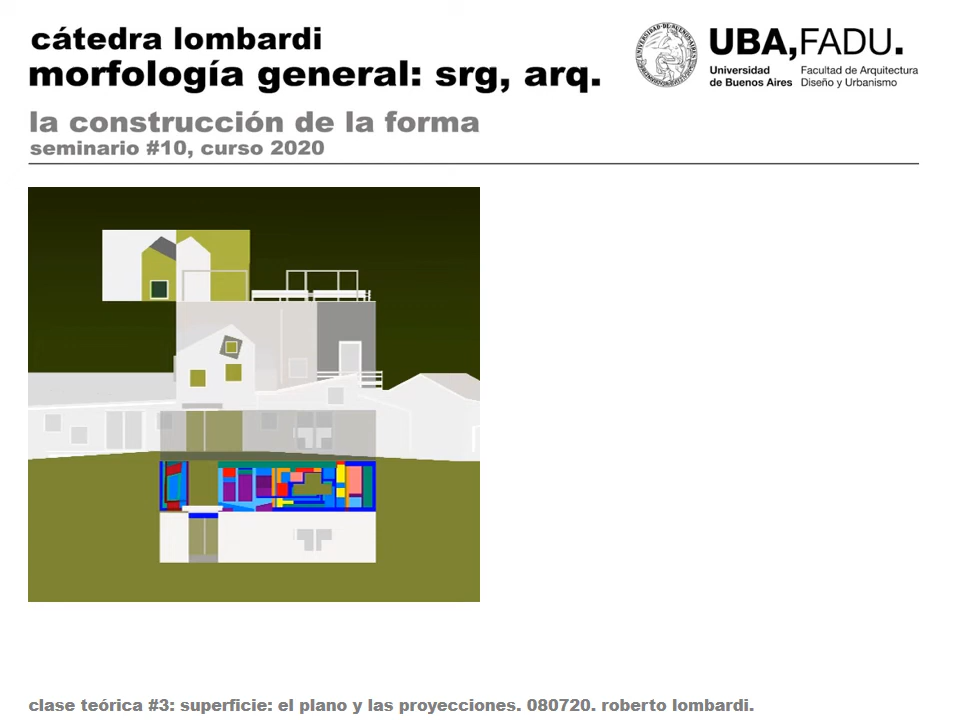 cátedra lombardi
morfología general: srg, arq.
UBA,FADU.
Universidad de Buenos Aires
Facultad de Arquitectura Diseño y Urbanismo
la construcción de la forma
seminario #10, curso 2020
clase teórica #3: superficie: el plano y las proyecciones. 080720. roberto lombardi.